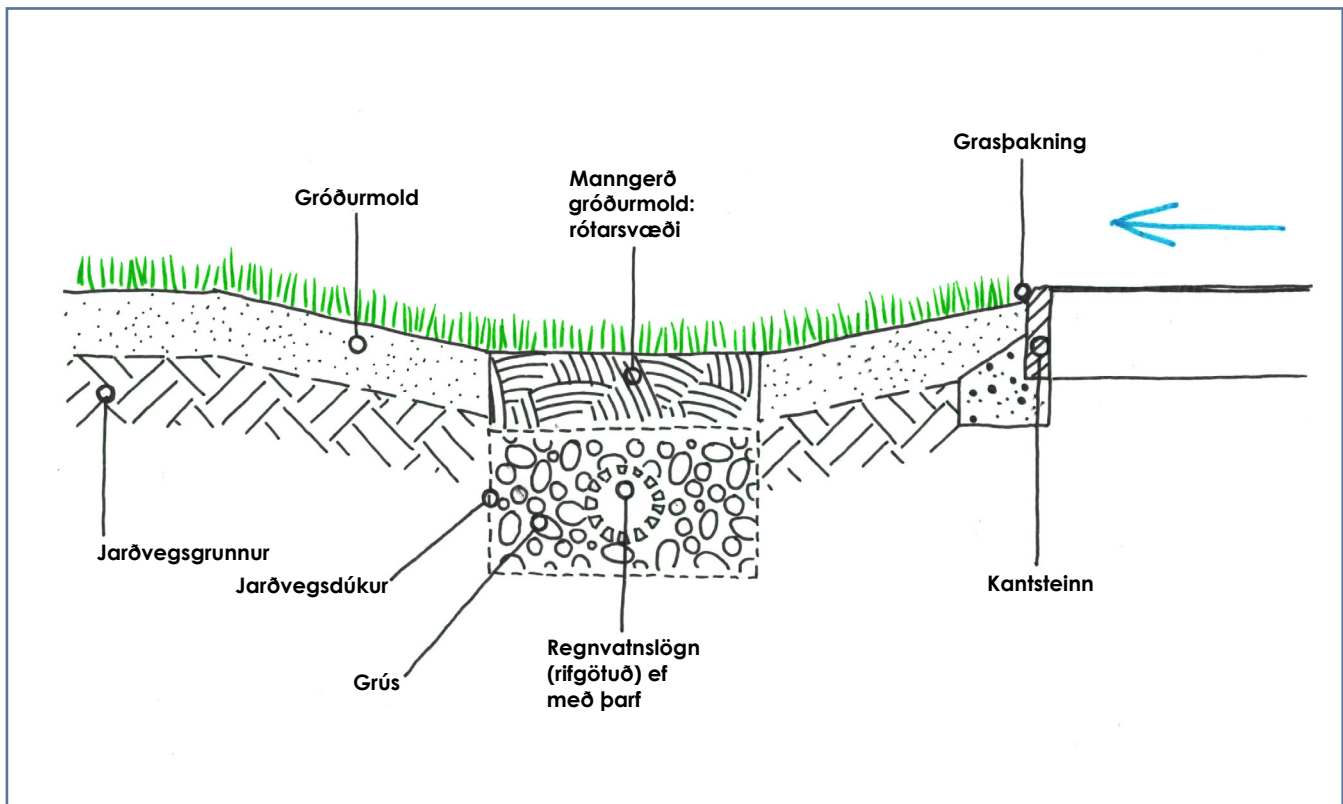 Grasþakning
Manngerð
gróðurmold:
rótarsvæði
Gróðurmold
Jarðvegsgrunnur
Jarðvegsdúkur
Grús
Regnvatnslögn
(rifgötuð) ef
með þarf
Kantsteinn